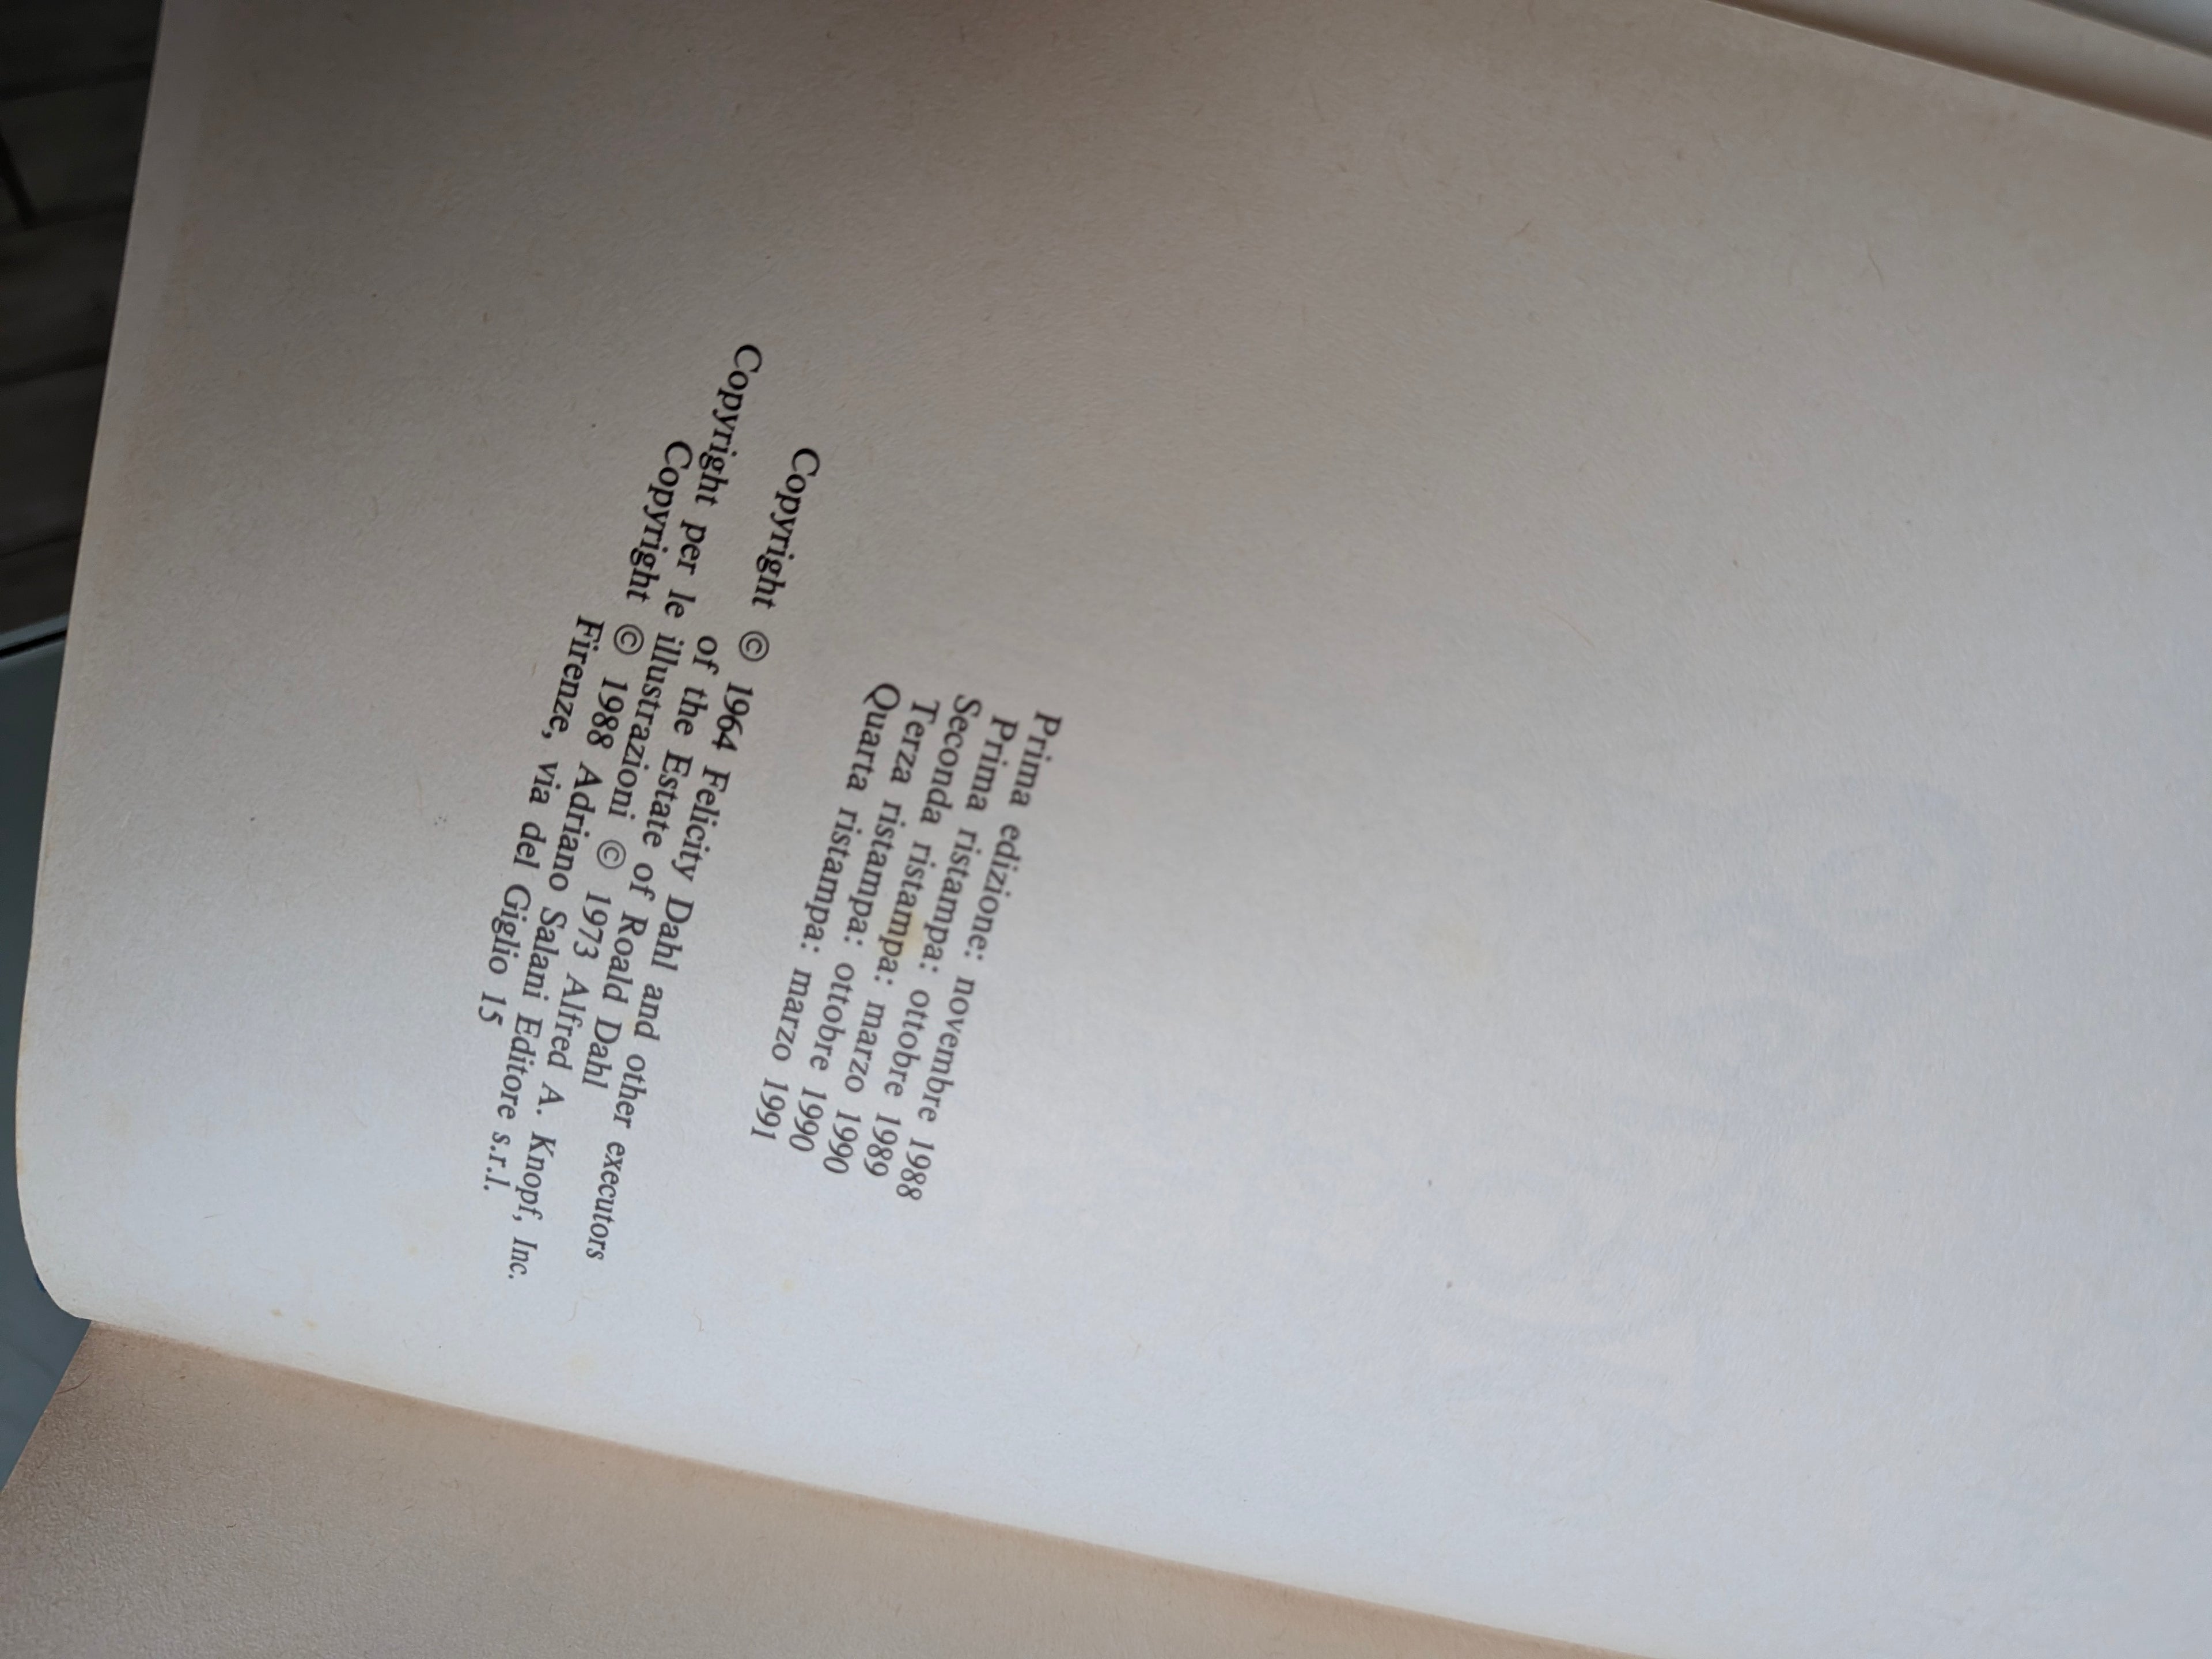 Prima edizione: novembre 1988
Prima ristampa: ottobre 1989
Seconda ristampa: marzo 1990
Terza ristampa: ottobre 1990
Quarta ristampa: marzo 1991
Copyright © 1964 Felicity Dahl and other executors
of the Estate of Roald Dahl
Copyright per le illustrazioni © 1973 Alfred A. Knopf, Inc.
Copyright © 1988 Adriano Salani Editore s.r.l.
Firenze, via del Giglio 15